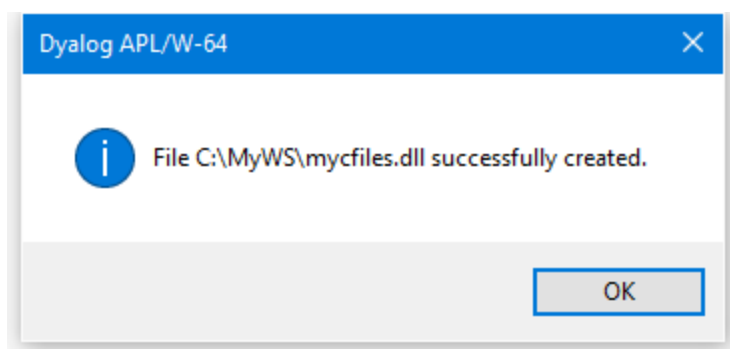 Dyalog APL/W-64
File C:\MyWS\mycfiles.dll successfully created.
OK